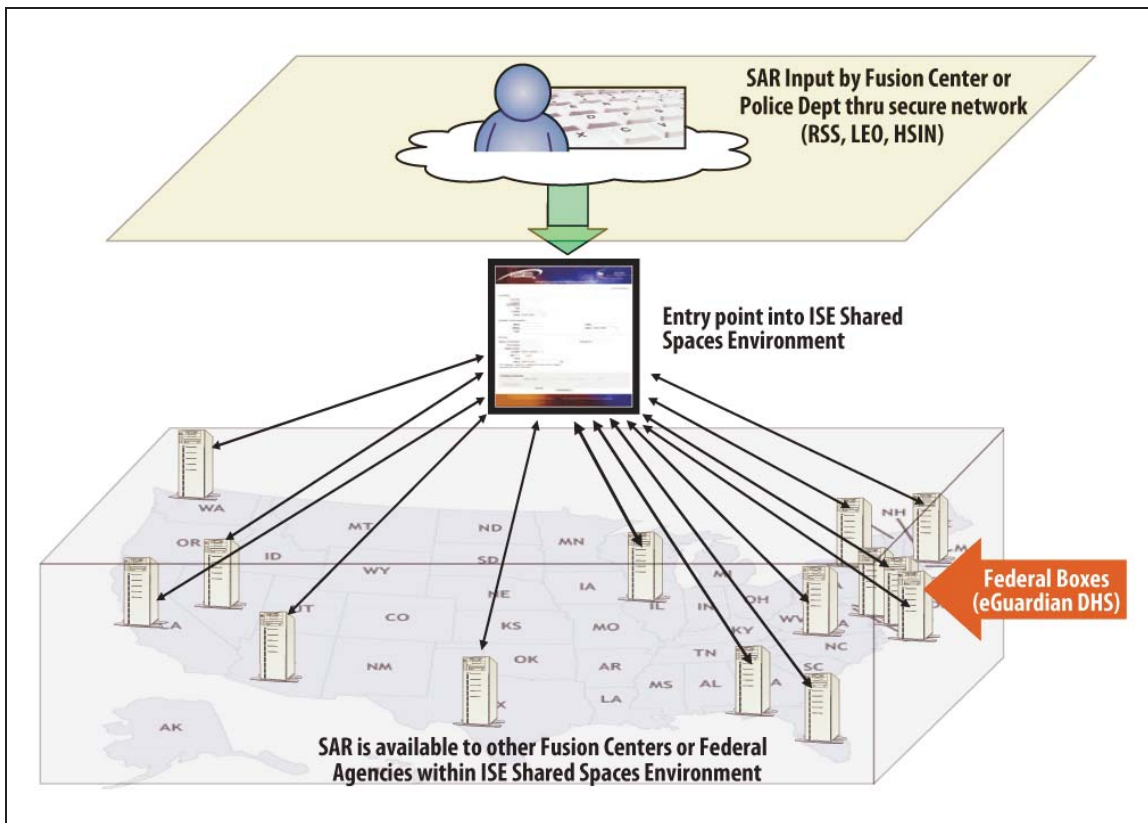 SAR Input by Fusion Center or
Police Dept thru secure network
(RSS, LEO, HSIN)
Entry point into ISE Shared
Spaces Environment
WA
MT
ND
MN
NH
OR
ID
SD
WY
MI
IA
NE
IL
IN
OH
UT
CO
KS
MO
WV
KY
CA
NC
TN
OK
AR
NM
SC
MS
AL
LA
AK
Federal Boxes
(eGuardian DHS)
SAR is available to other Fusion Centers or Federal
Agencies within ISE Shared Spaces Environment